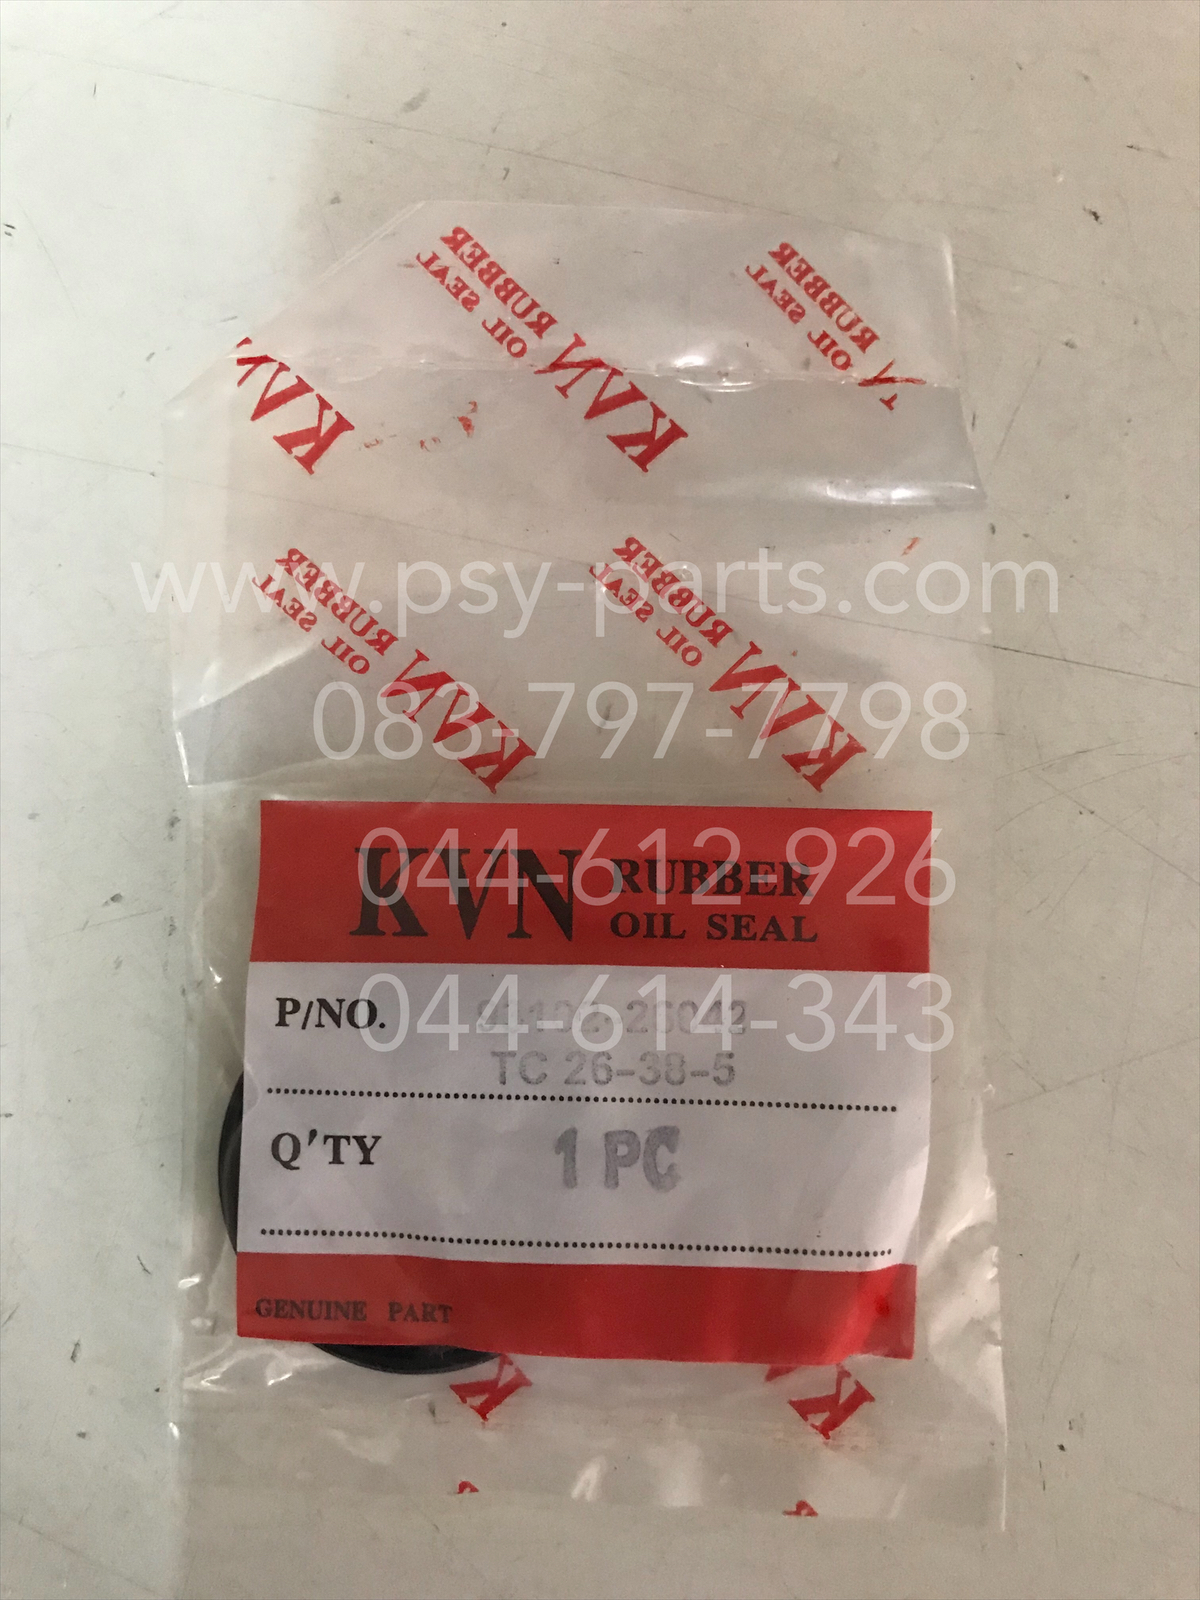 KVN
RUBBER
OIL SEAL
KVN
RUBBER
OIL SEAL
RUBBER
OIL SEAL
KVN
RUBBER
OIL SEAL
KVN
www.psy-parts.com
083-797-7798
044-612-926
044-614-343
KVN RUBBER
OIL SEAL
P/NO.
TC 26-38-5
Q'TY 1 PC
GENUINE PART
K
K